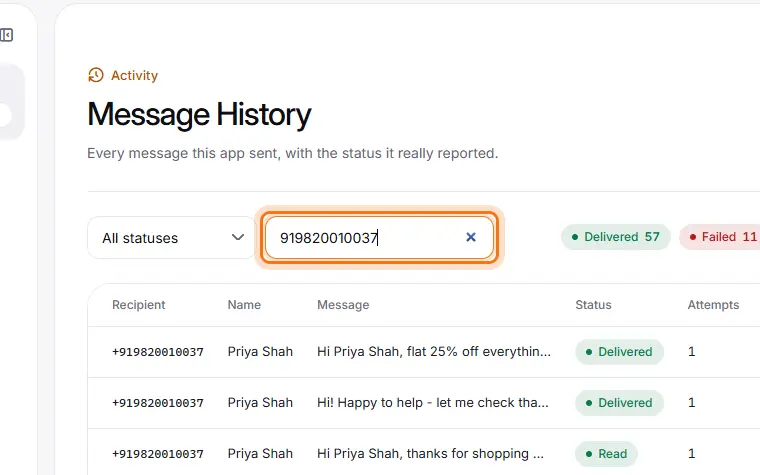 Activity
Message History
Every message this app sent, with the status it really reported.
All statuses 919820010037 Delivered 57 Failed 11
Recipient Name Message Status Attempts
+919820010037 Priya Shah Hi Priya Shah, flat 25% off everythin... Delivered 1
+919820010037 Priya Shah Hi! Happy to help - let me check tha... Delivered 1
+919820010037 Priya Shah Hi Priya Shah, thanks for shopping ... Read 1